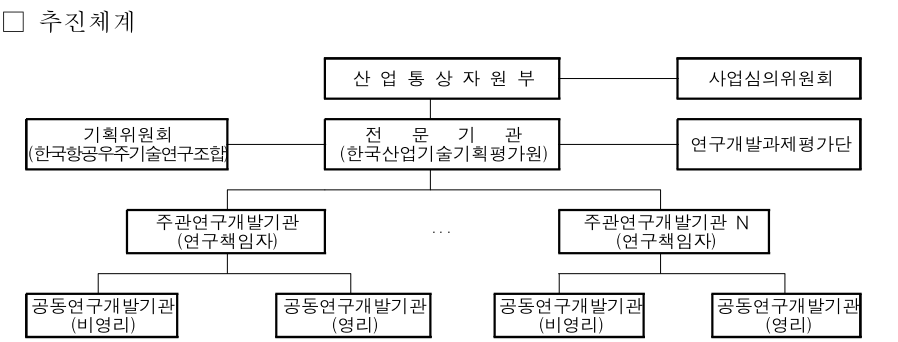 □ 추진체계
산 업 통 상 자 원 부
사업심의위원회
기획위원회
(한국항공우주기술연구조합)
전 문 기 관
(한국산업기술기획평가원)
연구개발과제평가단
주관연구개발기관
(연구책임자)
...
주관연구개발기관 N
(연구책임자)
공동연구개발기관
(비영리)
공동연구개발기관
(영리)
공동연구개발기관
(비영리)
공동연구개발기관
(영리)